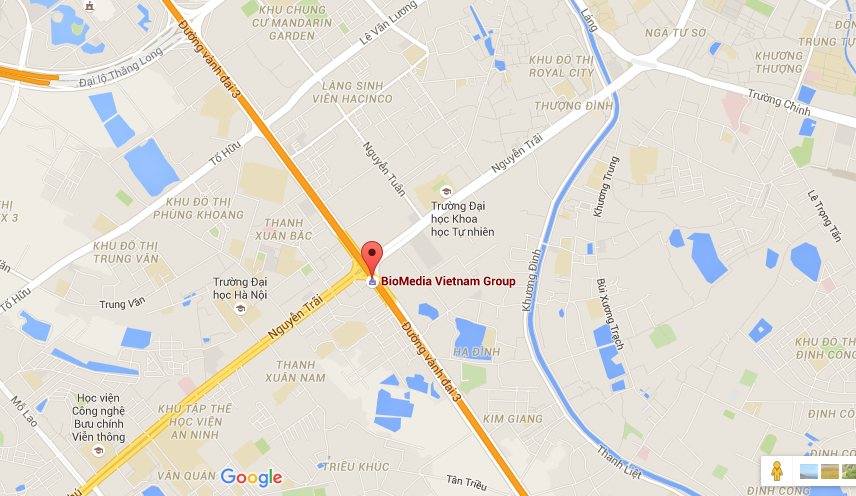 KHU CHUNG
CƯ MANDARIN
GARDEN
Lê Văn Lương
Láng
NGÃ TƯ SỞ
TRUNG TỰ
Đường vành đai 3
Đại lộ Thăng Long
KHU ĐÔ THỊ
ROYAL CITY
KHƯƠNG
THƯỢNG
LÀNG SINH
VIÊN HACINCO
THƯỢNG ĐÌNH
Trường Chinh
Tố Hữu
Nguyễn Tuân
Nguyễn Trãi
Khương Trung
Lê Trọng Tấn
KHU ĐÔ THỊ
PHÙNG KHOANG
Trường Đại
học Khoa
học Tự nhiên
THANH
XUÂN BẮC
KHU ĐÔ THỊ
TRUNG VĂN
Khương Đình
Trường Đại
học Hà Nội
BioMedia Vietnam Group
Bùi Xương Trạch
Trung Văn
Tố Hữu
Nguyễn Trãi
Đường vành đai 3
HẠ ĐÌNH
KHU ĐÔ THỊ
ĐỊNH CÔNG
THANH
XUÂN NAM
Mỗ Lao
Học viện
Công nghệ
Bưu chính
Viễn thông
KHU TẬP THỂ
HỌC VIỆN
AN NINH
KIM GIANG
ĐỊNH CÔNG
Thanh Liệt
VĂN QUÁN
Google
TRIỀU KHÚC
Tân Triều
ĐỊNH CÔNG